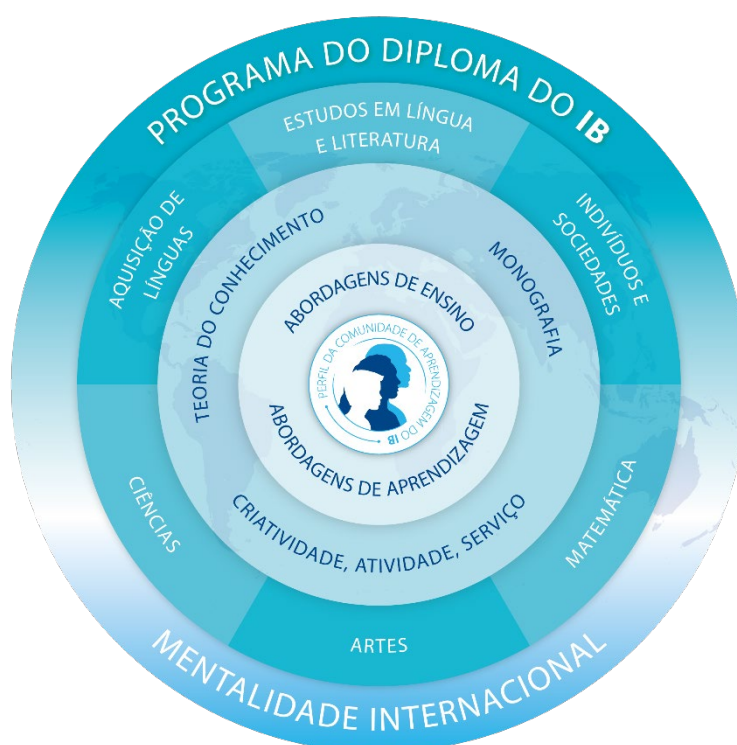 PROGRAMA DO DIPLOMA DO IB
ESTUDOS EM LÍNGUA
E LITERATURA
AQUISIÇÃO DE
LÍNGUAS
INDIVÍDUOS E
SOCIEDADES
TEORIA DO CONHECIMENTO
MONOGRAFIA
ABORDAGENS DE ENSINO
PERFIL DA COMUNIDADE DE APRENDIZAGEM DO IB
ABORDAGENS DE APRENDIZAGEM
CRIATIVIDADE, ATIVIDADE, SERVIÇO
CIÊNCIAS
MATEMÁTICA
ARTES
MENTALIDADE INTERNACIONAL